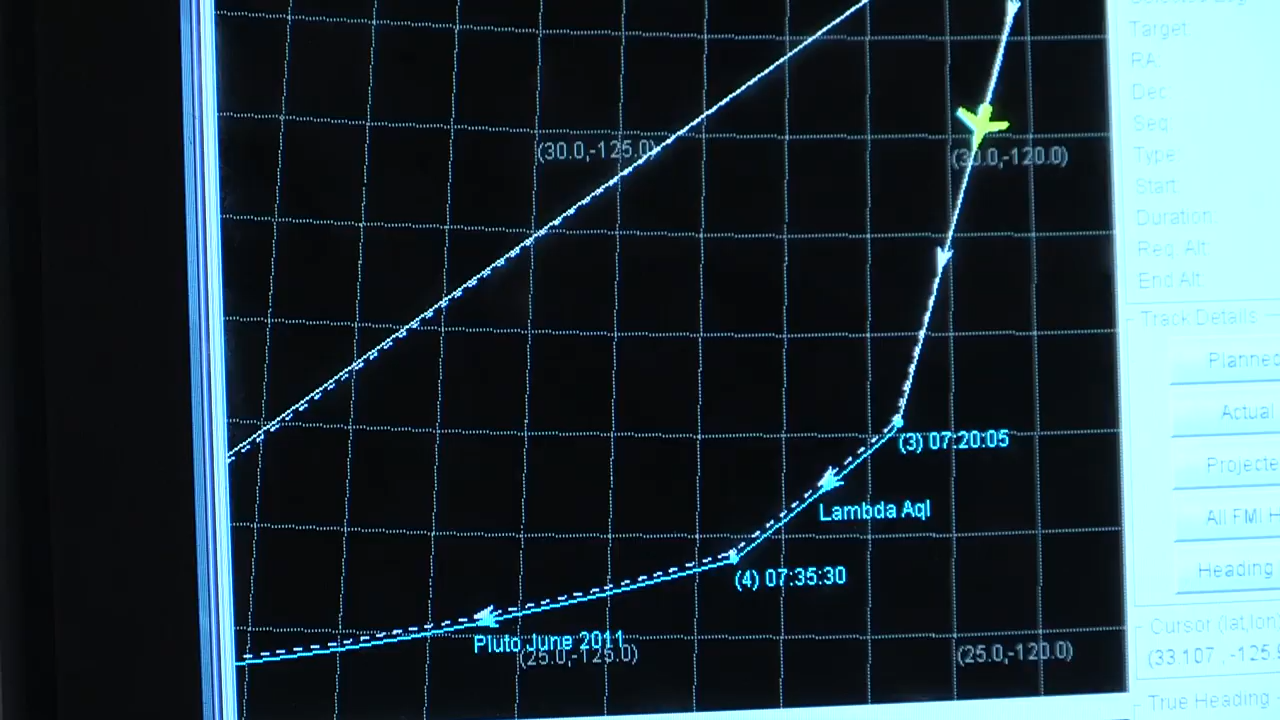 Target:
RA:
Dec:
Seq:
Type:
Start:
Duration:
Req. Alt:
End Alt:
(30.0,-125.0)
(30.0,-120.0)
Track Details
Planned
Actual
(3) 07:20:05
Projecte
Lambda Aql
All FMI H
(4) 07:35:30
Heading
Pluto June 2011
(25.0,-125.0)
(25.0,-120.0)
Cursor (lat,lon)
(33.107 , -125.9
True Heading